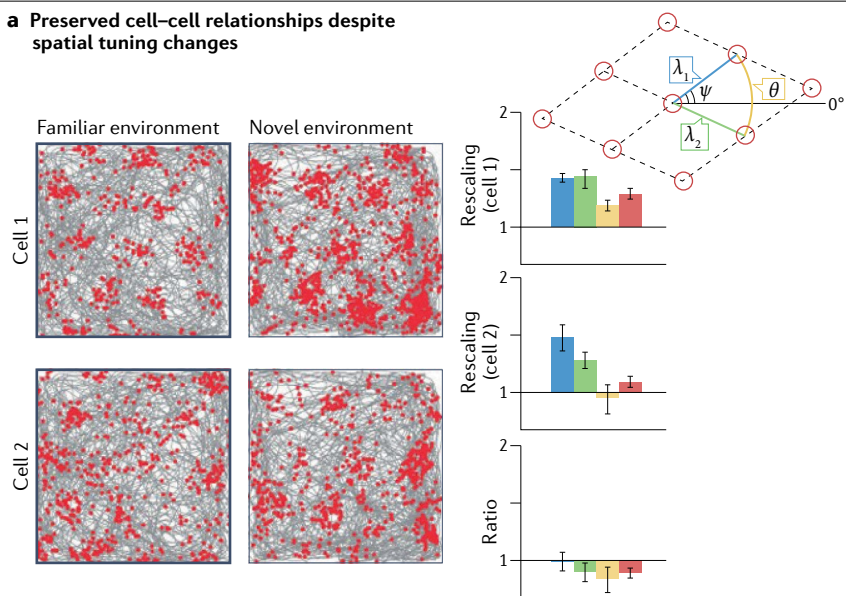 a Preserved cell–cell relationships despite
spatial tuning changes
λ1
ψ
θ
0°
λ2
Familiar environment
Novel environment
Cell 1
Rescaling
(cell 1)
2
1
Cell 2
Rescaling
(cell 2)
2
1
Ratio
2
1